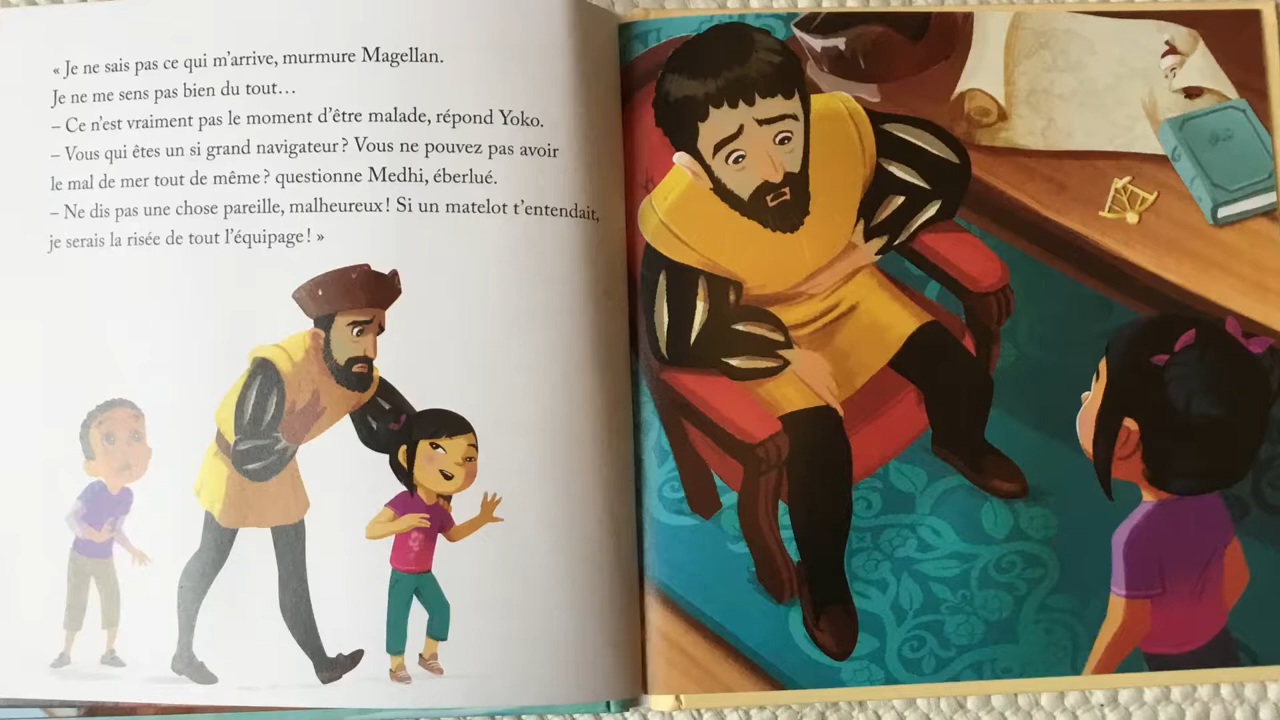 « Je ne sais pas ce qui m’arrive, murmure Magellan.
Je ne me sens pas bien du tout…
– Ce n’est vraiment pas le moment d’être malade, répond Yoko.
– Vous qui êtes un si grand navigateur ? Vous ne pouvez pas avoir
le mal de mer tout de même ? questionne Medhi, éberlué.
– Ne dis pas une chose pareille, malheureux ! Si un matelot t’entendait,
je serais la risée de tout l’équipage ! »